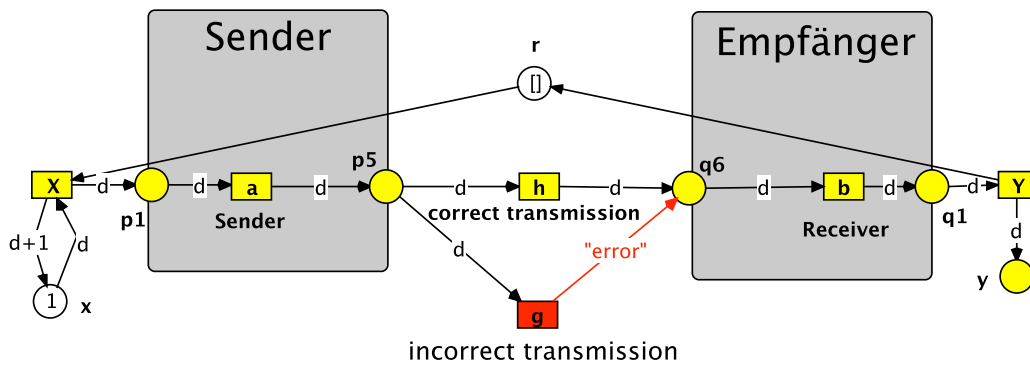 Sender
Empfänger
r
[]
p5
q6
X
d
d
a
d
d
h
d
d
b
d
d
Y
p1
Sender
correct transmission
Receiver
q1
d+1
d
d
"error"
d
1
x
g
y
incorrect transmission